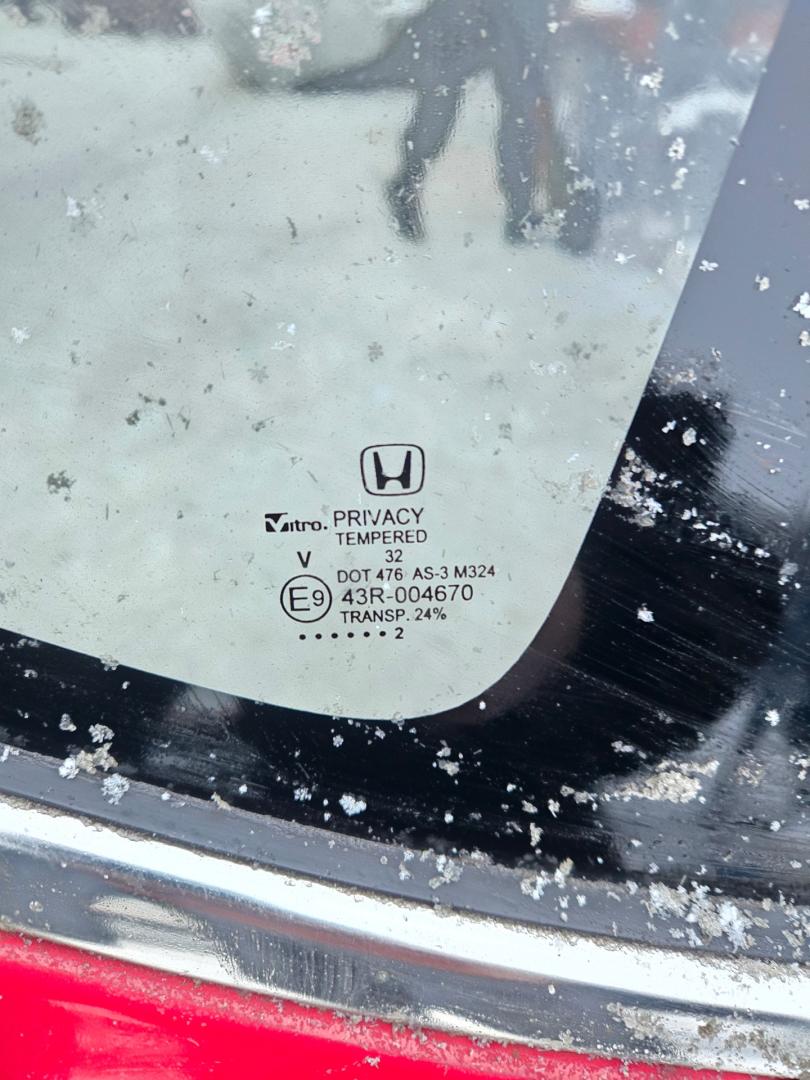 Vitro. PRIVACY
TEMPERED
32
V
DOT 476 AS-3 M324
E9 43R-004670
TRANSP. 24%
• • • • • • 2